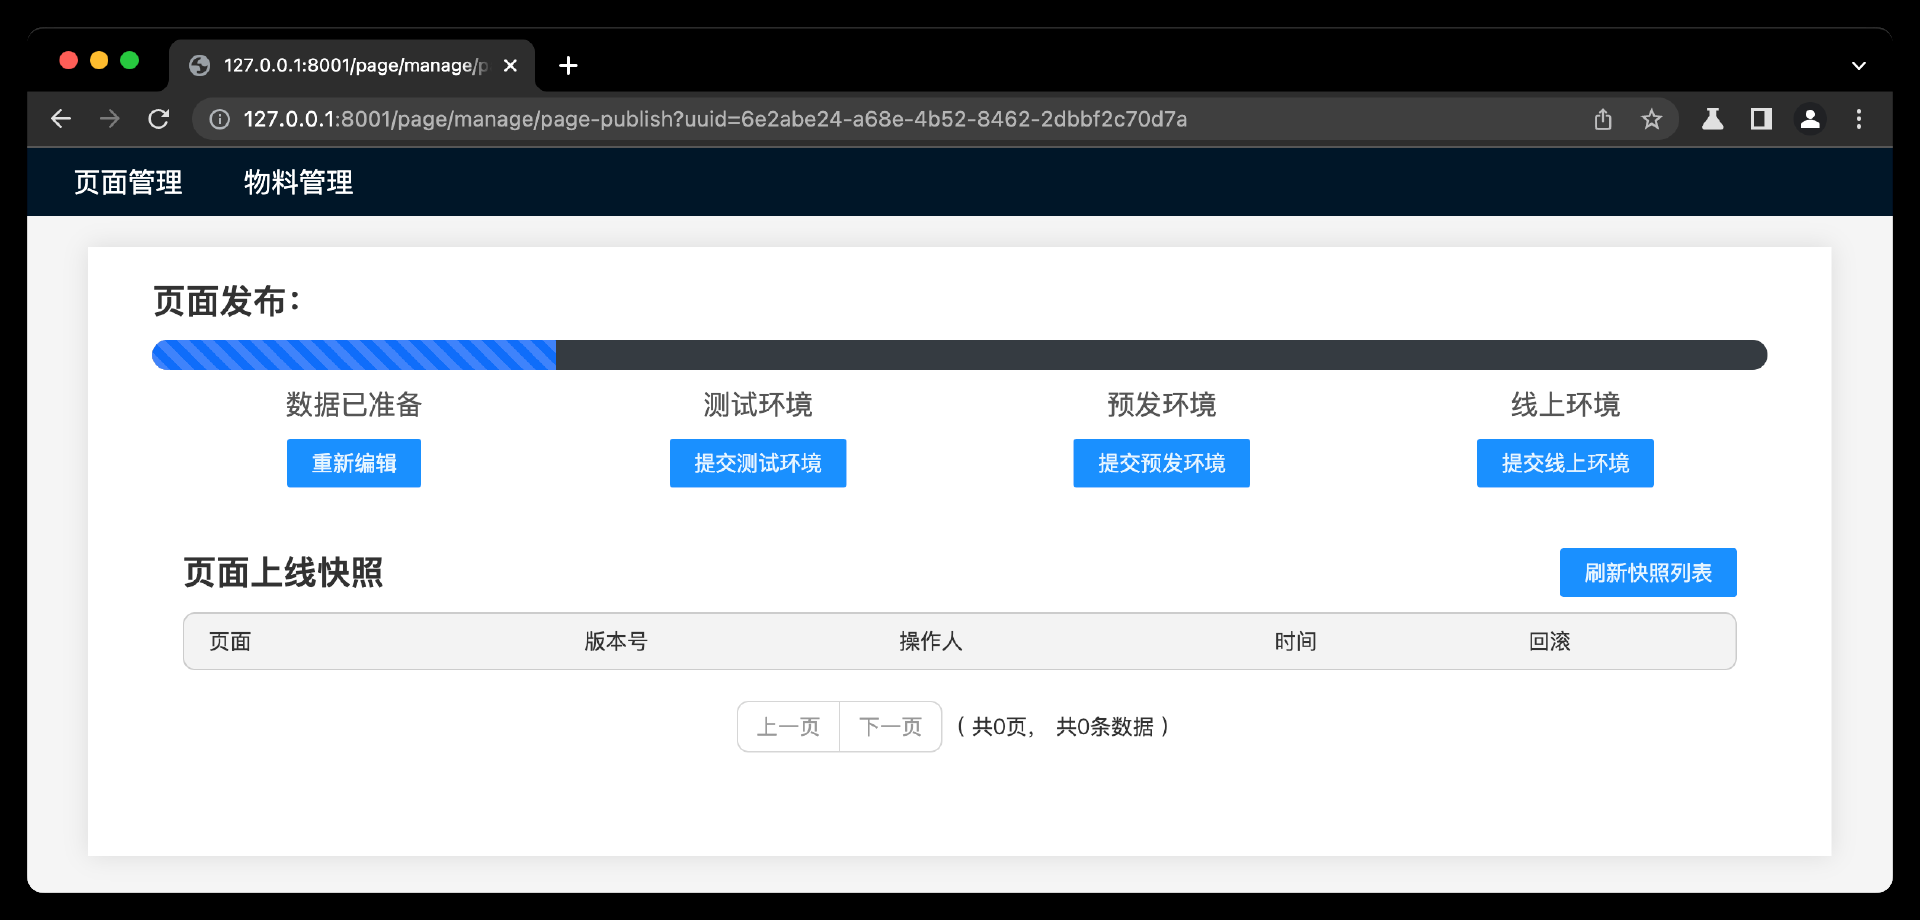 127.0.0.1:8001/page/manage/p
127.0.0.1:8001/page/manage/page-publish?uuid=6e2abe24-a68e-4b52-8462-2dbbf2c70d7a
页面管理 物料管理
页面发布：
数据已准备 测试环境 预发环境 线上环境
重新编辑 提交测试环境 提交预发环境 提交线上环境
页面上线快照 刷新快照列表
页面 版本号 操作人 时间 回滚
上一页 下一页 （ 共0页， 共0条数据 ）